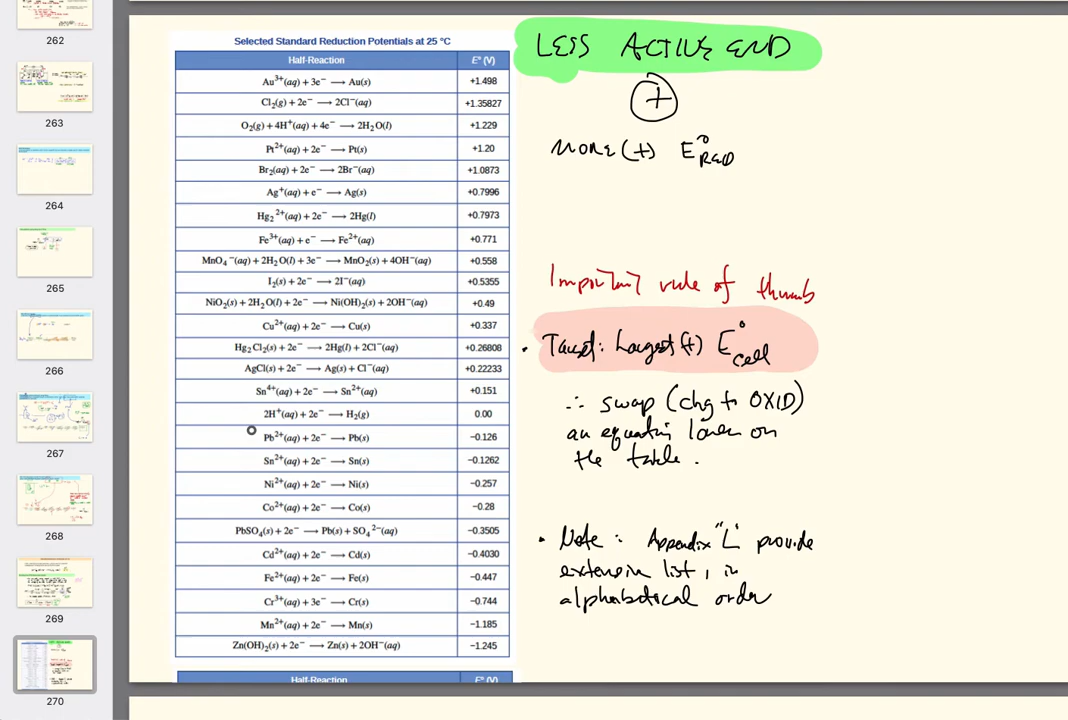 262
263
264
265
266
267
268
269
270
Selected Standard Reduction Potentials at 25 °C
Half-Reaction E° (V)
Au³⁺(aq) + 3e⁻ ⟶ Au(s) +1.498
Cl₂(g) + 2e⁻ ⟶ 2Cl⁻(aq) +1.35827
O₂(g) + 4H⁺(aq) + 4e⁻ ⟶ 2H₂O(l) +1.229
Pt²⁺(aq) + 2e⁻ ⟶ Pt(s) +1.20
Br₂(aq) + 2e⁻ ⟶ 2Br⁻(aq) +1.0873
Ag⁺(aq) + e⁻ ⟶ Ag(s) +0.7996
Hg₂²⁺(aq) + 2e⁻ ⟶ 2Hg(l) +0.7973
Fe³⁺(aq) + e⁻ ⟶ Fe²⁺(aq) +0.771
MnO₄⁻(aq) + 2H₂O(l) + 3e⁻ ⟶ MnO₂(s) + 4OH⁻(aq) +0.558
I₂(s) + 2e⁻ ⟶ 2I⁻(aq) +0.5355
NiO₂(s) + 2H₂O(l) + 2e⁻ ⟶ Ni(OH)₂(s) + 2OH⁻(aq) +0.49
Cu²⁺(aq) + 2e⁻ ⟶ Cu(s) +0.337
Hg₂Cl₂(s) + 2e⁻ ⟶ 2Hg(l) + 2Cl⁻(aq) +0.26808
AgCl(s) + 2e⁻ ⟶ Ag(s) + Cl⁻(aq) +0.22233
Sn⁴⁺(aq) + 2e⁻ ⟶ Sn²⁺(aq) +0.151
2H⁺(aq) + 2e⁻ ⟶ H₂(g) 0.00
Pb²⁺(aq) + 2e⁻ ⟶ Pb(s) −0.126
Sn²⁺(aq) + 2e⁻ ⟶ Sn(s) −0.1262
Ni²⁺(aq) + 2e⁻ ⟶ Ni(s) −0.257
Co²⁺(aq) + 2e⁻ ⟶ Co(s) −0.28
PbSO₄(s) + 2e⁻ ⟶ Pb(s) + SO₄²⁻(aq) −0.3505
Cd²⁺(aq) + 2e⁻ ⟶ Cd(s) −0.4030
Fe²⁺(aq) + 2e⁻ ⟶ Fe(s) −0.447
Cr³⁺(aq) + 3e⁻ ⟶ Cr(s) −0.744
Mn²⁺(aq) + 2e⁻ ⟶ Mn(s) −1.185
Zn(OH)₂(s) + 2e⁻ ⟶ Zn(s) + 2OH⁻(aq) −1.245
Half-Reaction E° (V)
LESS ACTIVE END
+
MORE (+) E°RED
Important rule of thumb
• Target: Largest (+) E°cell
∴ swap (chg to OXID)
an equation lower on
the table.
• Note: Appendix "L" provide
extensive list, in
alphabetical order